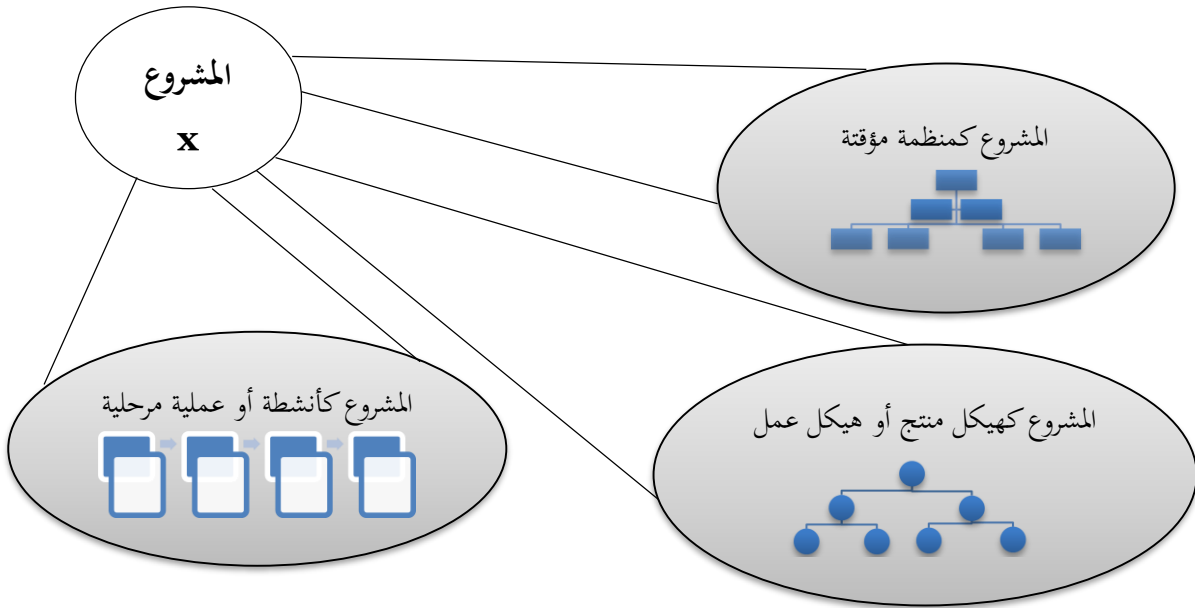 المشروع
x
المشروع كمنظمة مؤقتة
المشروع كأنشطة أو عملية مرحلية
المشروع كهيكل منتج أو هيكل عمل